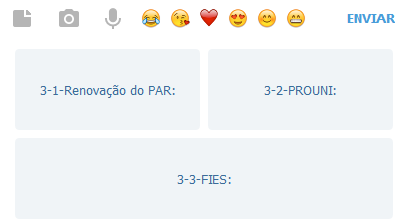 ENVIAR
3-1-Renovação do PAR:
3-2-PROUNI:
3-3-FIES: